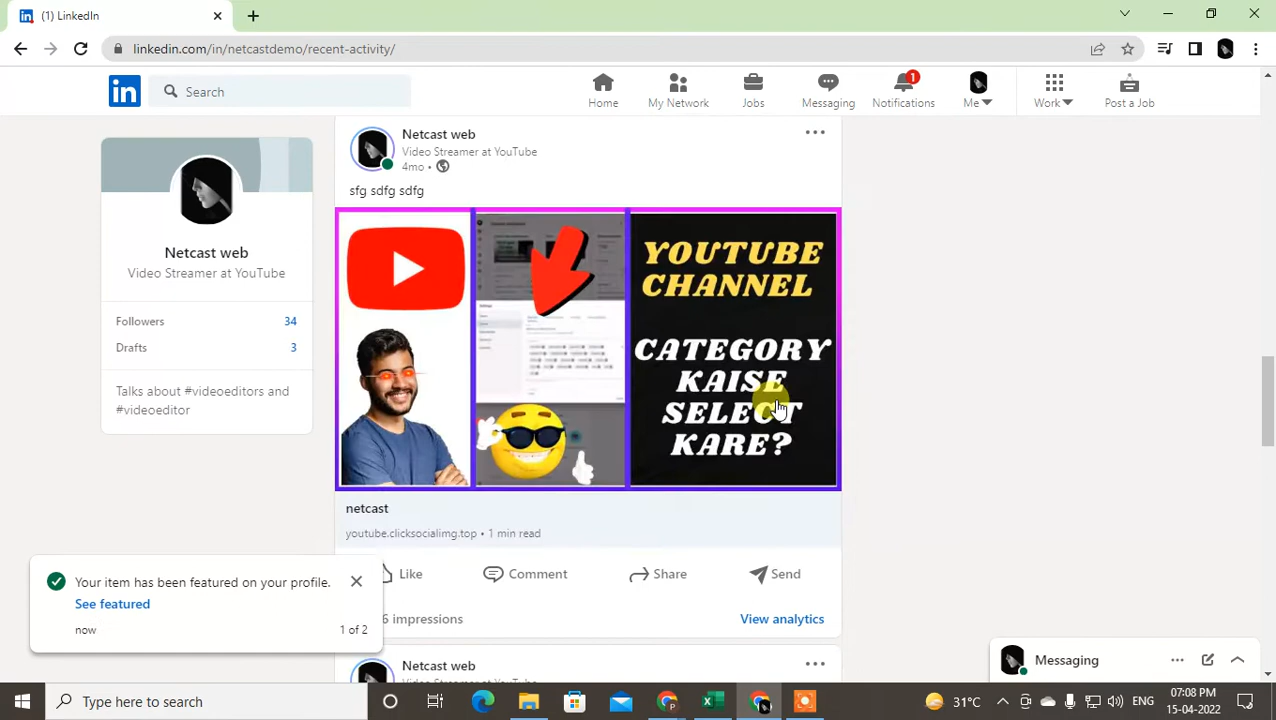 (1) LinkedIn
linkedin.com/in/netcastdemo/recent-activity/
in
Search
Home
My Network
Jobs
Messaging
1
Notifications
Me
Work
Post a Job
Netcast web
Video Streamer at YouTube
Followers 34
Drafts 3
Talks about #videoeditors and
#videoeditor
Netcast web
Video Streamer at YouTube
4mo •
sfg sdfg sdfg
YOUTUBE
CHANNEL
CATEGORY
KAISE
SELECT
KARE?
netcast
youtube.clicksocialimg.top • 1 min read
Like
Comment
Share
Send
6 impressions
View analytics
Netcast web
Your item has been featured on your profile.
See featured
now
1 of 2
Messaging
Type here to search
31°C
ENG
07:08 PM
15-04-2022